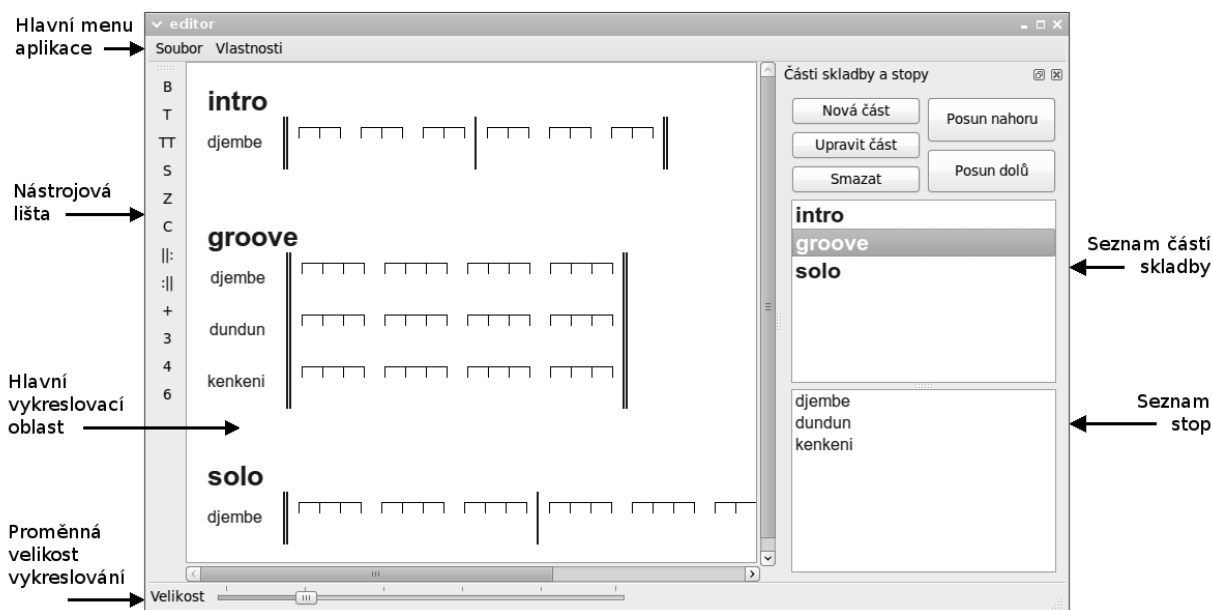 Hlavní menu
aplikace
Nástrojová
lišta
Hlavní
vykreslovací
oblast
Proměnná
velikost
vykreslování
editor
Soubor Vlastnosti
B
T
TT
S
Z
C
||:
:||
+
3
4
6
intro
djembe
groove
djembe
dundun
kenkeni
solo
djembe
Velikost
Části skladby a stopy
Nová část
Posun nahoru
Upravit část
Posun dolů
Smazat
intro
groove
solo
djembe
dundun
kenkeni
Seznam částí
skladby
Seznam
stop